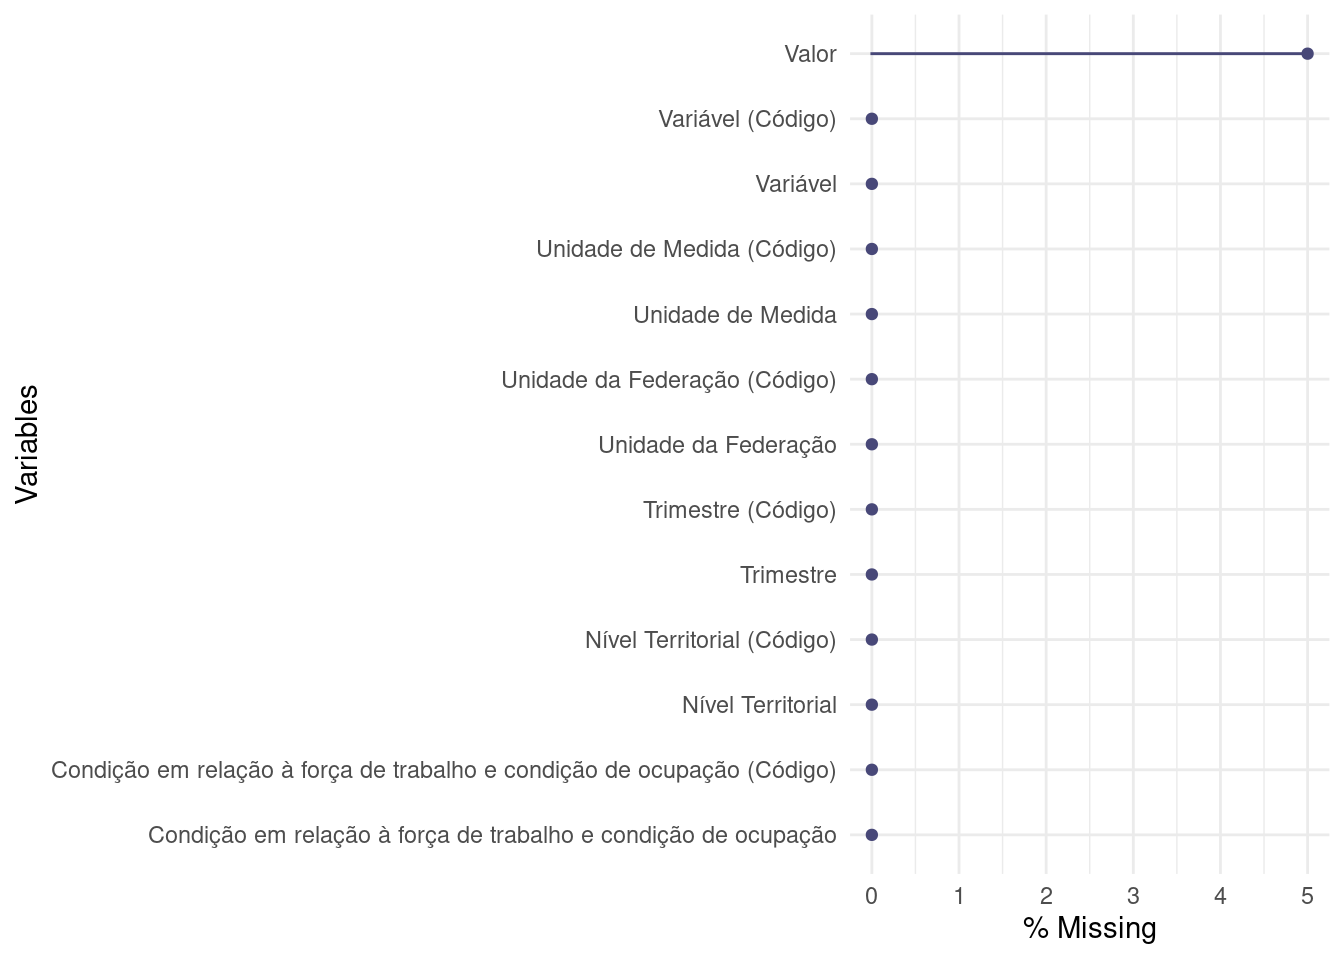 Valor
Variável (Código)
Variável
Unidade de Medida (Código)
Unidade de Medida
Unidade da Federação (Código)
Unidade da Federação
Trimestre (Código)
Trimestre
Nível Territorial (Código)
Nível Territorial
Condição em relação à força de trabalho e condição de ocupação (Código)
Condição em relação à força de trabalho e condição de ocupação
Variables
0 1 2 3 4 5
% Missing